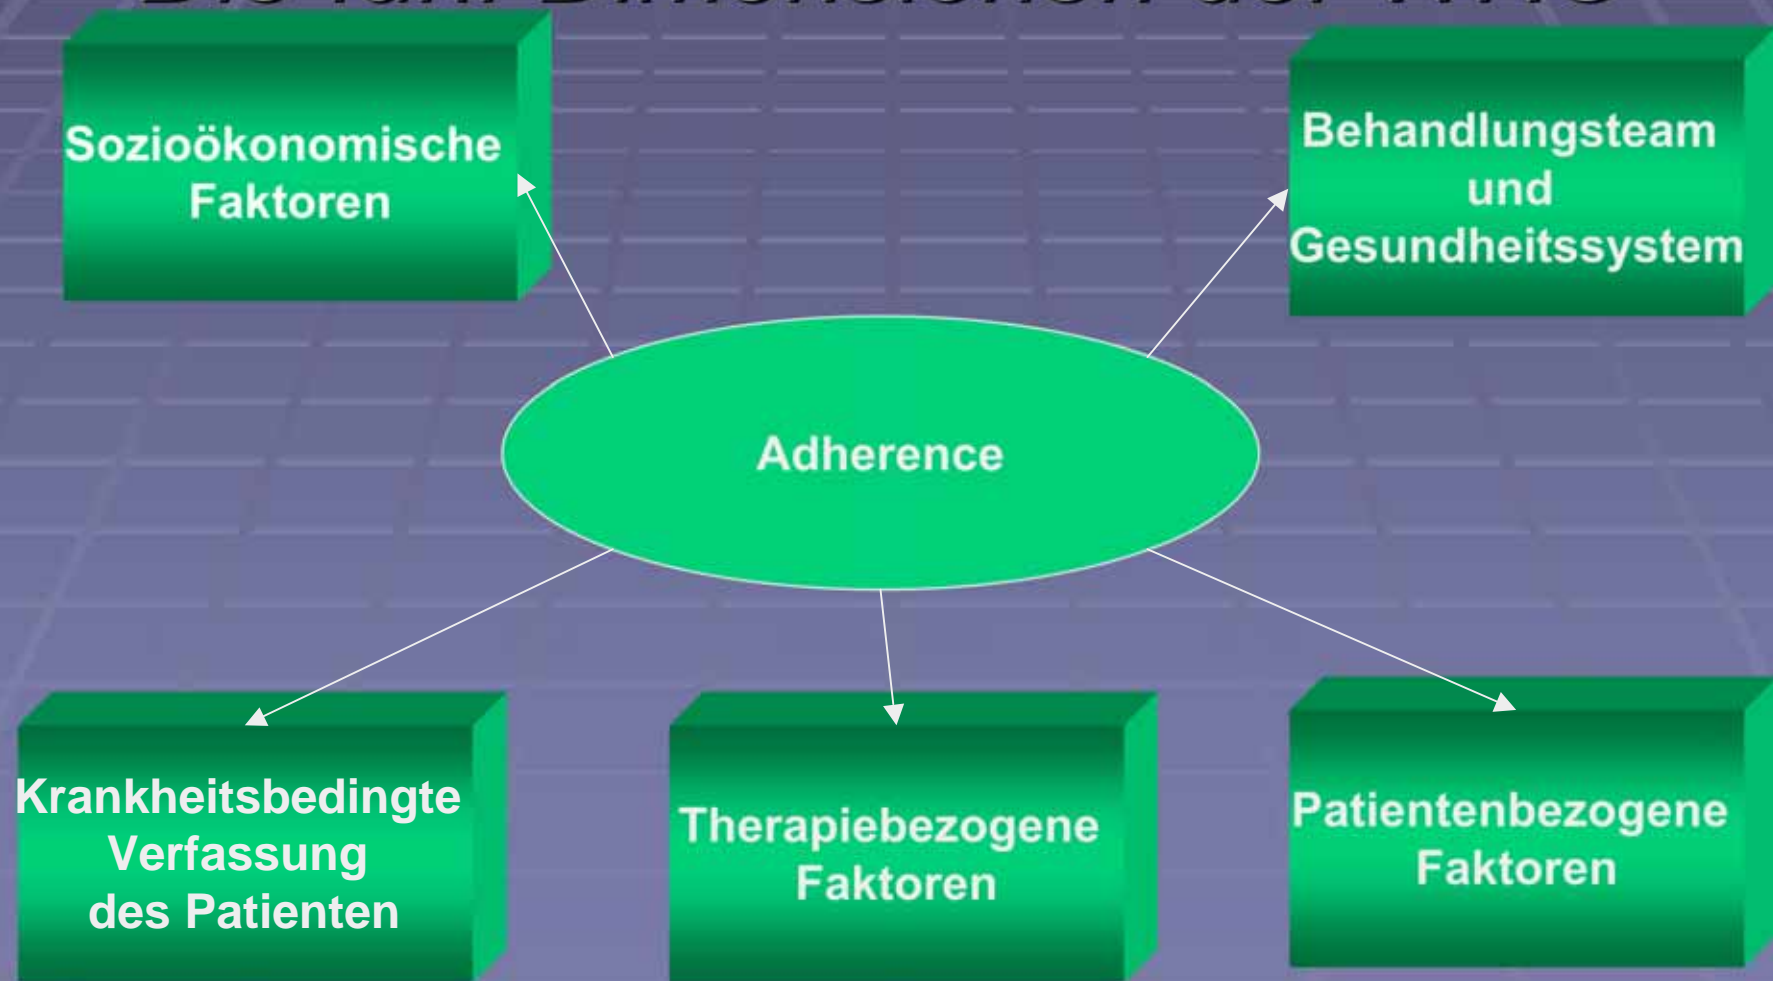 Sozioökonomische
Faktoren
Behandlungsteam
und
Gesundheitssystem
Adherence
Krankheitsbedingte
Verfassung
des Patienten
Therapiebezogene
Faktoren
Patientenbezogene
Faktoren